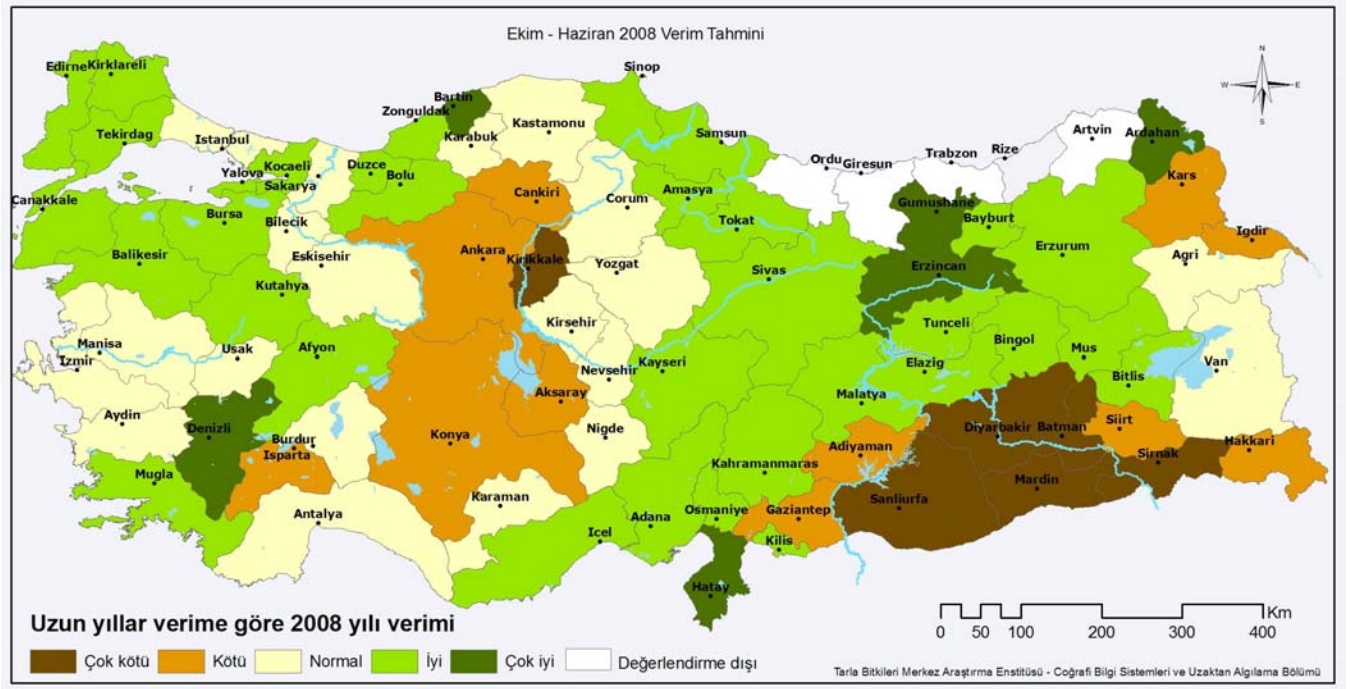 Ekim - Haziran 2008 Verim Tahmini
N
W E
S
Edirne
Kirklareli
Tekirdag
Istanbul
Canakkale
Yalova
Kocaeli
Sakarya
Duzce
Bolu
Zonguldak
Bartin
Karabuk
Kastamonu
Sinop
Samsun
Cankiri
Corum
Amasya
Tokat
Ordu
Giresun
Trabzon
Rize
Artvin
Ardahan
Kars
Igdir
Agri
Gumushane
Bayburt
Erzurum
Erzincan
Bursa
Bilecik
Balikesir
Eskisehir
Kutahya
Ankara
Kirikkale
Yozgat
Sivas
Tunceli
Bingol
Mus
Elazig
Bitlis
Van
Manisa
Izmir
Usak
Afyon
Kirsehir
Nevsehir
Kayseri
Aksaray
Malatya
Aydin
Denizli
Burdur
Isparta
Konya
Nigde
Adiyaman
Diyarbakir
Batman
Siirt
Sirnak
Hakkari
Mugla
Antalya
Karaman
Kahramanmaras
Osmaniye
Gaziantep
Sanliurfa
Mardin
Icel
Adana
Kilis
Hatay
Uzun yıllar verime göre 2008 yılı verimi
Çok kötü Kötü Normal İyi Çok iyi Değerlendirme dışı
Km
0 50 100 200 300 400
Tarla Bitkileri Merkez Araştırma Enstitüsü - Coğrafi Bilgi Sistemleri ve Uzaktan Algılama Bölümü